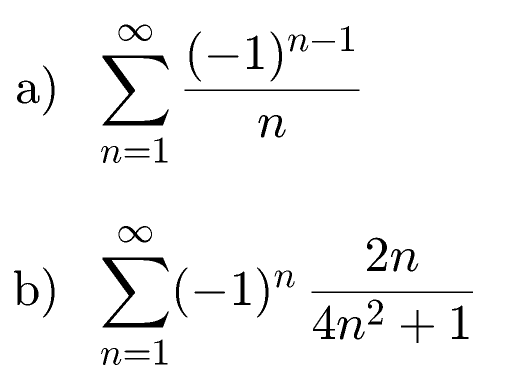 a) $\sum_{n=1}^{\infty} \frac{(-1)^{n-1}}{n}$
b) $\sum_{n=1}^{\infty} (-1)^n \frac{2n}{4n^2+1}$